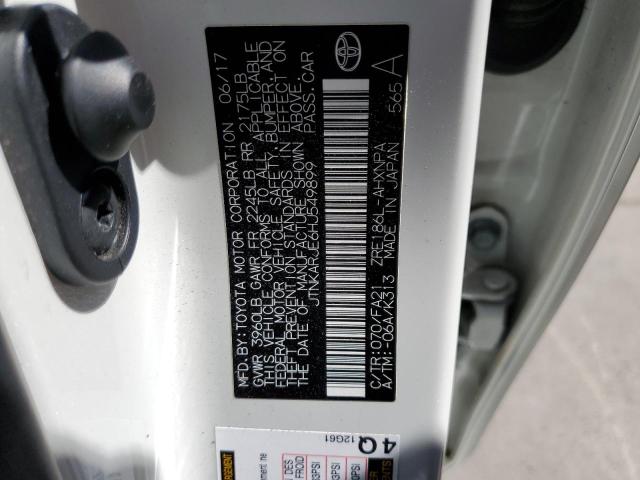 MFD. BY: TOYOTA MOTOR CORPORATION 06/17
GVWR 3960LB GAWR FR 2245LB RR 2175LB
THIS VEHICLE CONFORMS TO ALL APPLICABLE
FEDERAL MOTOR VEHICLE SAFETY, BUMPER, AND
THEFT PREVENTION STANDARDS IN EFFECT ON
THE DATE OF MANUFACTURE SHOWN ABOVE.
JTNKARJECHJ549829 PASS.CAR
C/TR:070/FA21 ZRE186L-AHXNPA
A/TM:-06A/K313 MADE IN JAPAN 565 A
4Q
12G61